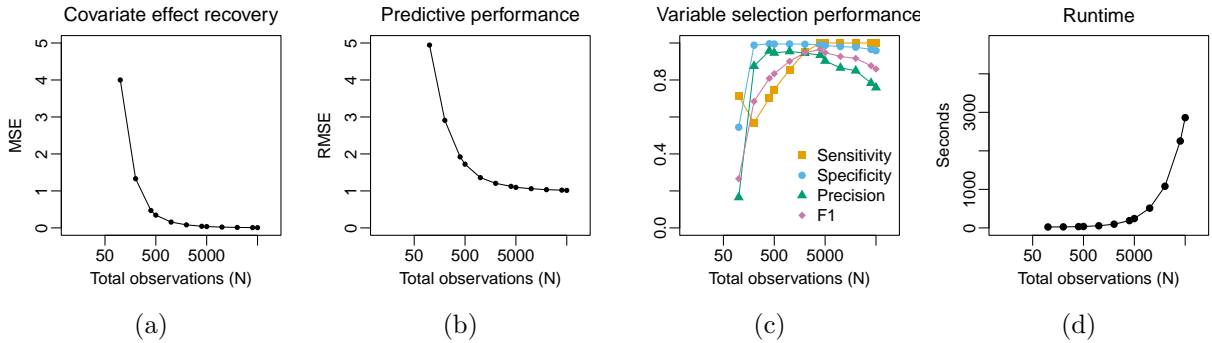 Covariate effect recovery
MSE
5
4
3
2
1
0
50
500
5000
Total observations (N)
(a)
Predictive performance
RMSE
5
4
3
2
1
0
50
500
5000
Total observations (N)
(b)
Variable selection performance
0.8
0.4
0.0
Sensitivity
Specificity
Precision
F1
50
500
5000
Total observations (N)
(c)
Runtime
Seconds
3000
1000
0
50
500
5000
Total observations (N)
(d)